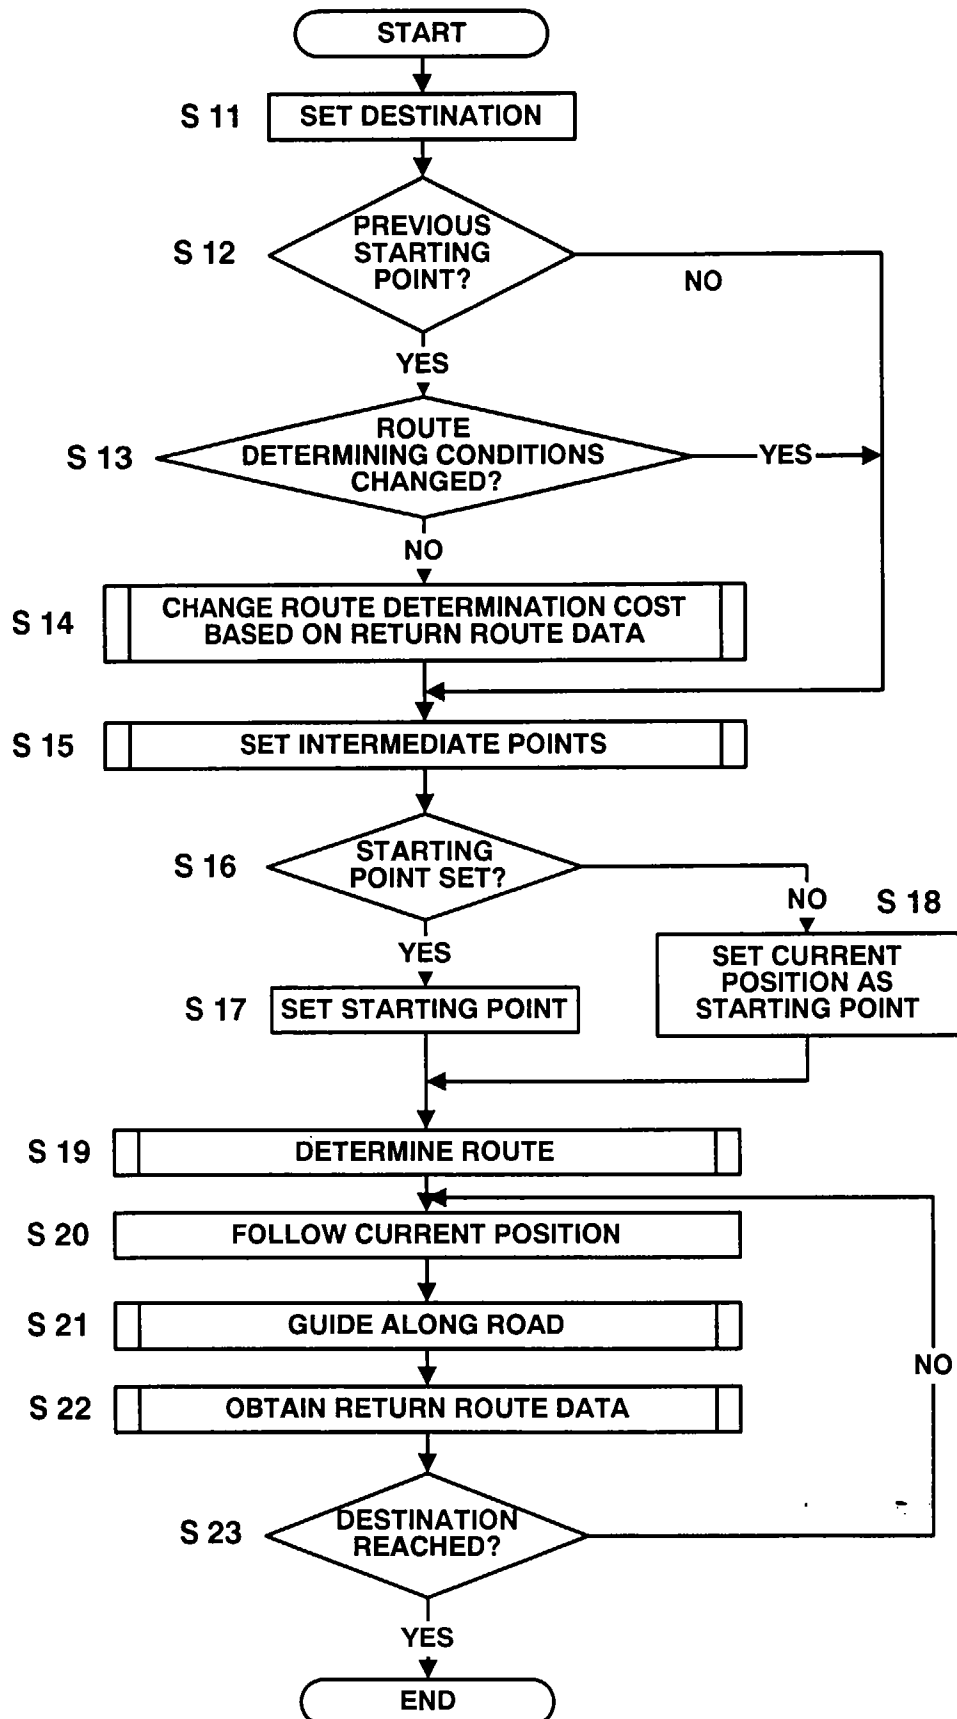 START
S 11
SET DESTINATION
S 12
PREVIOUS
STARTING
POINT?
NO
YES
S 13
ROUTE
DETERMINING CONDITIONS
CHANGED?
YES
NO
S 14
CHANGE ROUTE DETERMINATION COST
BASED ON RETURN ROUTE DATA
S 15
SET INTERMEDIATE POINTS
S 16
STARTING
POINT SET?
NO
S 18
YES
SET CURRENT
POSITION AS
STARTING POINT
S 17
SET STARTING POINT
S 19
DETERMINE ROUTE
S 20
FOLLOW CURRENT POSITION
S 21
GUIDE ALONG ROAD
NO
S 22
OBTAIN RETURN ROUTE DATA
S 23
DESTINATION
REACHED?
YES
END